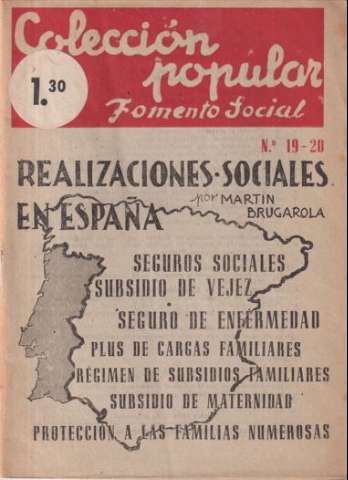 Colección
popular
1.30
Fomento Social
N.º 19-20
REALIZACIONES·SOCIALES
EN ESPAÑA
por MARTIN
BRUGAROLA
SEGUROS SOCIALES
SUBSIDIO DE VEJEZ
SEGURO DE ENFERMEDAD
PLUS DE CARGAS FAMILIARES
RÉGIMEN DE SUBSIDIOS FAMILIARES
SUBSIDIO DE MATERNIDAD
PROTECCIÓN A LAS FAMILIAS NUMEROSAS